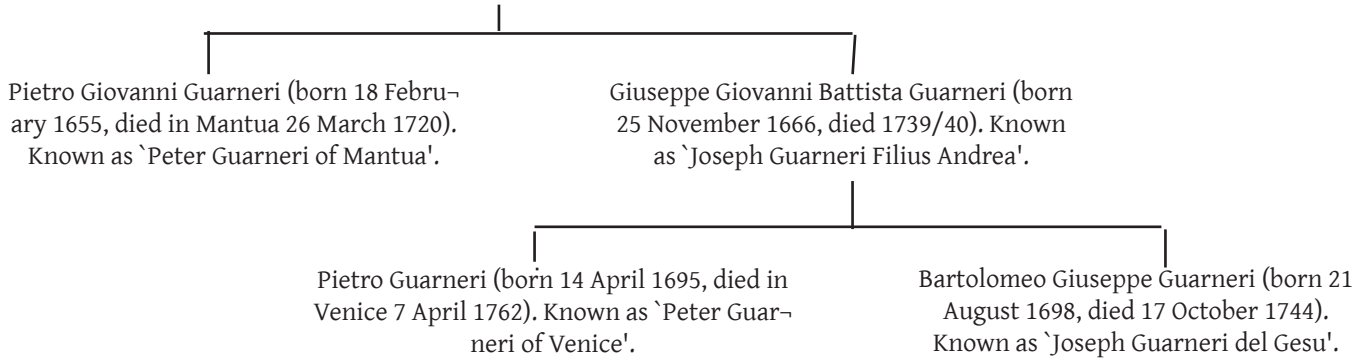 Pietro Giovanni Guarneri (born 18 Febru¬
ary 1655, died in Mantua 26 March 1720).
Known as `Peter Guarneri of Mantua'.
Giuseppe Giovanni Battista Guarneri (born
25 November 1666, died 1739/40). Known
as `Joseph Guarneri Filius Andrea'.
Pietro Guarneri (born 14 April 1695, died in
Venice 7 April 1762). Known as `Peter Guar¬
neri of Venice'.
Bartolomeo Giuseppe Guarneri (born 21
August 1698, died 17 October 1744).
Known as `Joseph Guarneri del Gesu'.